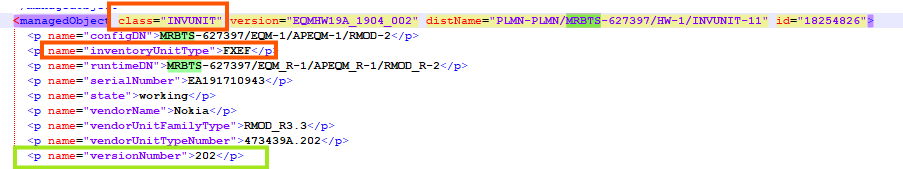 <managedObject class="INVUNIT" version="EQMHW19A_1904_002" distName="PLMN-PLMN/MRBTS-627397/HW-1/INVUNIT-11" id="18254826">
<p name="configDN">MRBTS-627397/EQM-1/APEQM-1/RMOD-2</p>
<p name="inventoryUnitType">FXEF</p>
<p name="runtimeDN">MRBTS-627397/EQM_R-1/APEQM_R-1/RMOD_R-2</p>
<p name="serialNumber">EA191710943</p>
<p name="state">working</p>
<p name="vendorName">Nokia</p>
<p name="vendorUnitFamilyType">RMOD_R3.3</p>
<p name="vendorUnitTypeNumber">473439A.202</p>
<p name="versionNumber">202</p>